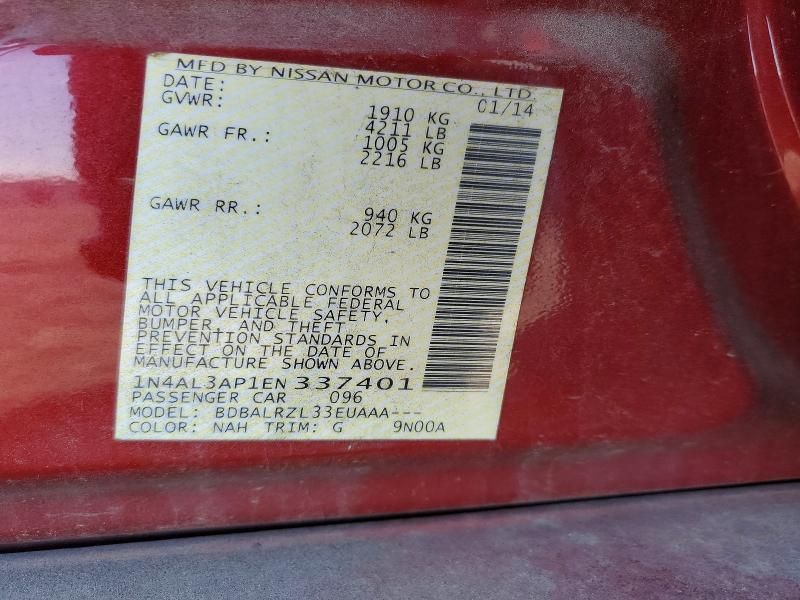 MFD BY NISSAN MOTOR CO., LTD.
DATE: 01/14
GVWR: 1910 KG
4211 LB
GAWR FR.: 1005 KG
2216 LB
GAWR RR.: 940 KG
2072 LB
THIS VEHICLE CONFORMS TO
ALL APPLICABLE FEDERAL
MOTOR VEHICLE SAFETY,
BUMPER, AND THEFT
PREVENTION STANDARDS IN
EFFECT ON THE DATE OF
MANUFACTURE SHOWN ABOVE.
1N4AL3AP1EN 337401
PASSENGER CAR 096
MODEL: BDBALRZL33EUAAA---
COLOR: NAH TRIM: G 9N00A